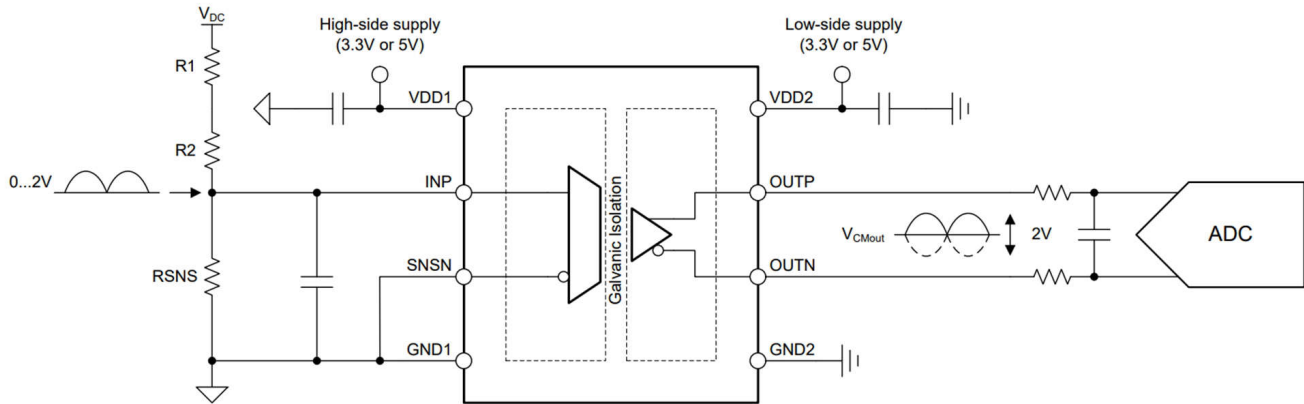 VDC
R1
R2
RSNS
0...2V
High-side supply
(3.3V or 5V)
VDD1
INP
SNSN
GND1
Galvanic Isolation
Low-side supply
(3.3V or 5V)
VDD2
OUTP
OUTN
GND2
VCMout
2V
ADC